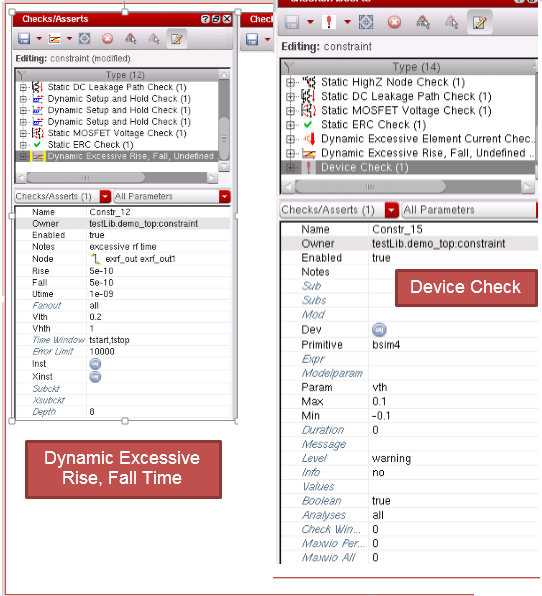 Checks/Asserts
Editing: constraint (modified)
Type (12)
Static DC Leakage Path Check (1)
Dynamic Setup and Hold Check (1)
Dynamic Setup and Hold Check (1)
Dynamic Setup and Hold Check (1)
Static MOSFET Voltage Check (1)
Static ERC Check (1)
Dynamic Excessive Rise, Fall, Undefined
Checks/Asserts (1) All Parameters
Name Constr_12
Owner testLib.demo_top:constraint
Enabled true
Notes excessive rf time
Node exrf_out exrf_out1
Rise 5e-10
Fall 5e-10
Utime 1e-09
Fanout all
Vlth 0.2
Vhth 1
Time Window tstart,tstop
Error Limit 10000
Inst
Xinst
Subckt
Xsubckt
Depth 8
Dynamic Excessive
Rise, Fall Time
Editing: constraint
Type (14)
Static HighZ Node Check (1)
Static DC Leakage Path Check (1)
Static MOSFET Voltage Check (1)
Static ERC Check (1)
Dynamic Excessive Element Current Chec...
Dynamic Excessive Rise, Fall, Undefined ...
Device Check (1)
Checks/Asserts (1) All Parameters
Name Constr_15
Owner testLib.demo_top:constraint
Enabled true
Notes
Sub
Subs
Mod
Dev
Primitive bsim4
Expr
Modelparam
Param vth
Max 0.1
Min -0.1
Duration 0
Message
Level warning
Info no
Values
Boolean true
Analyses all
Check Win... 0
Maxvio Per... 0
Maxvio All 0
Device Check